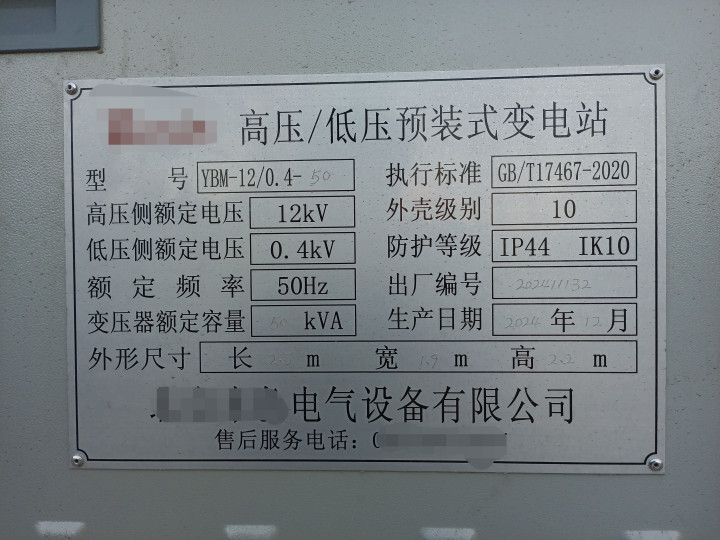 高压/低压预装式变电站
型 号 YBM-12/0.4-50 执行标准 GB/T17467-2020
高压侧额定电压 12kV 外壳级别 10
低压侧额定电压 0.4kV 防护等级 IP44 IK10
额定频率 50Hz 出厂编号 202411132
变压器额定容量 50 kVA 生产日期 2024 年 12 月
外形尺寸 长 m 宽 1.9 m 高 2.2 m
电气设备有限公司
售后服务电话：